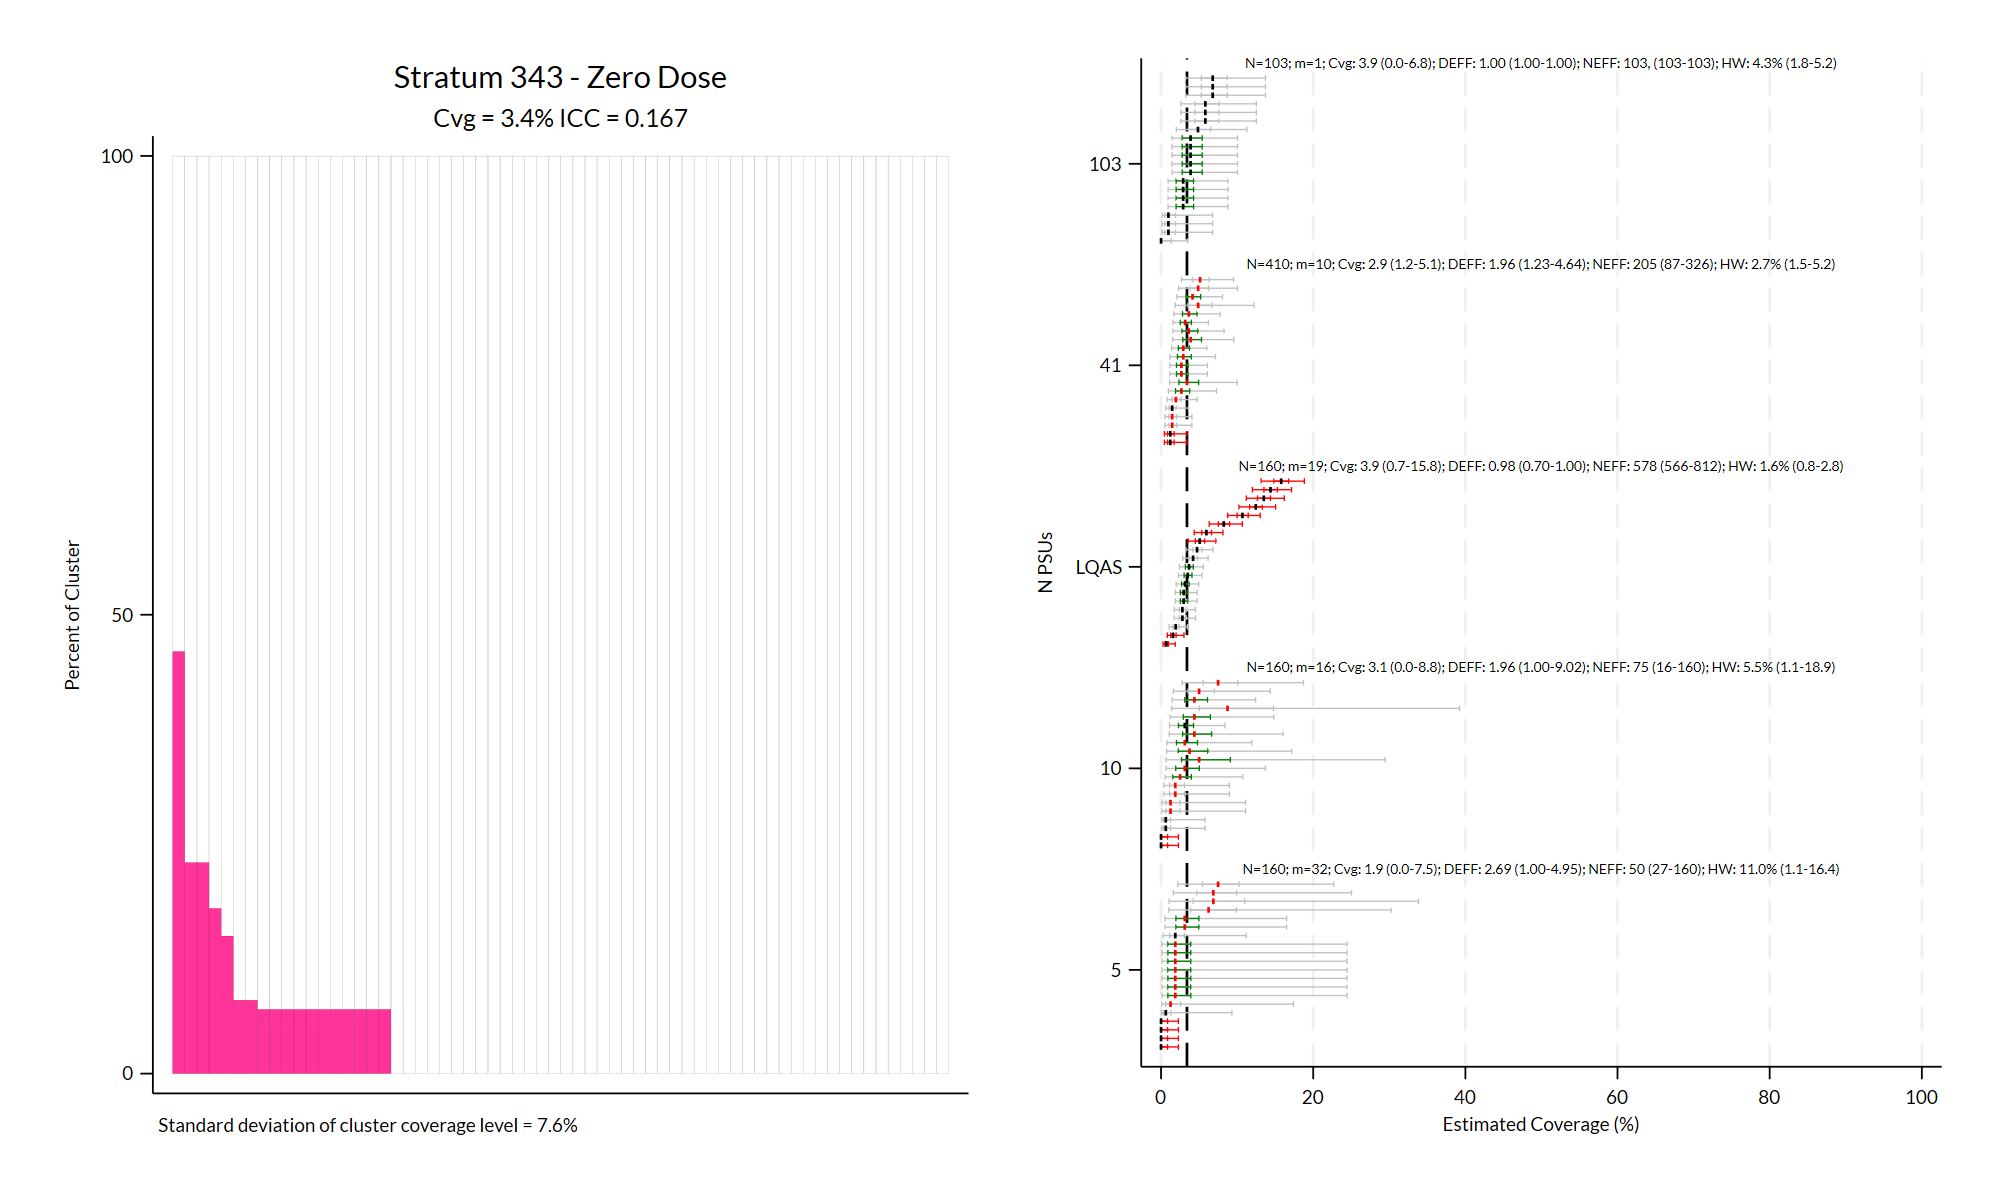 Stratum 343 - Zero Dose
Cvg = 3.4% ICC = 0.167
Percent of Cluster
100
50
0
Standard deviation of cluster coverage level = 7.6%
N PSUs
N=103; m=1; Cvg: 3.9 (0.0-6.8); DEFF: 1.00 (1.00-1.00); NEFF: 103, (103-103); HW: 4.3% (1.8-5.2)
103
N=410; m=10; Cvg: 2.9 (1.2-5.1); DEFF: 1.96 (1.23-4.64); NEFF: 205 (87-326); HW: 2.7% (1.5-5.2)
41
N=160; m=19; Cvg: 3.9 (0.7-15.8); DEFF: 0.98 (0.70-1.00); NEFF: 578 (566-812); HW: 1.6% (0.8-2.8)
LQAS
N=160; m=16; Cvg: 3.1 (0.0-8.8); DEFF: 1.96 (1.00-9.02); NEFF: 75 (16-160); HW: 5.5% (1.1-18.9)
10
N=160; m=32; Cvg: 1.9 (0.0-7.5); DEFF: 2.69 (1.00-4.95); NEFF: 50 (27-160); HW: 11.0% (1.1-16.4)
5
0 20 40 60 80 100
Estimated Coverage (%)